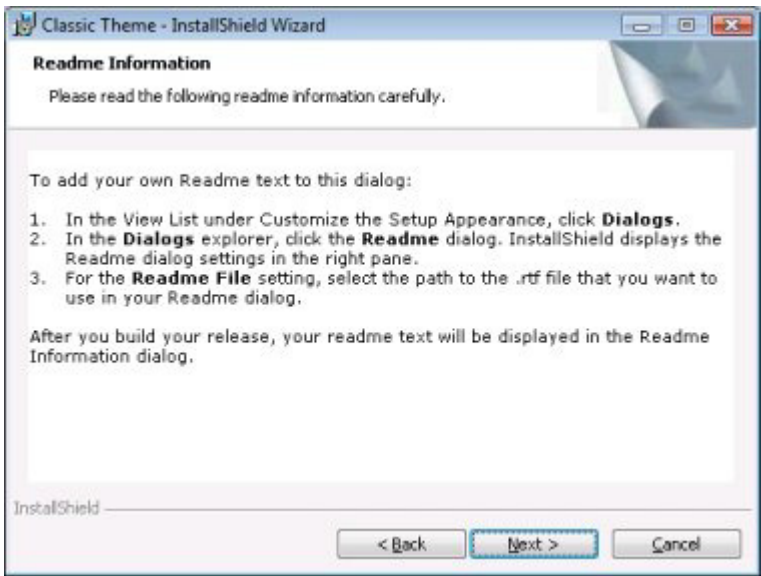 Classic Theme - InstallShield Wizard
Readme Information
Please read the following readme information carefully.
To add your own Readme text to this dialog:
1. In the View List under Customize the Setup Appearance, click Dialogs.
2. In the Dialogs explorer, click the Readme dialog. InstallShield displays the
Readme dialog settings in the right pane.
3. For the Readme File setting, select the path to the .rtf file that you want to
use in your Readme dialog.
After you build your release, your readme text will be displayed in the Readme
Information dialog.
InstallShield
< Back Next > Cancel